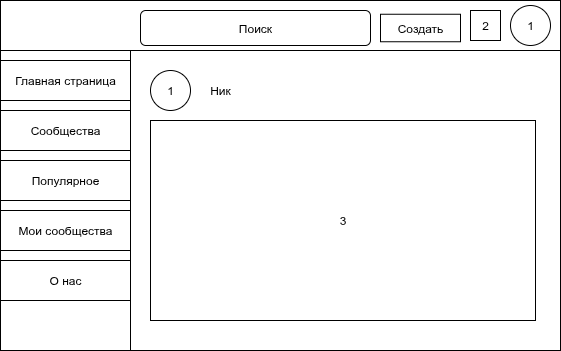 Поиск
Создать
2
1
Главная страница
Сообщества
Популярное
Мои сообщества
О нас
1
Ник
3